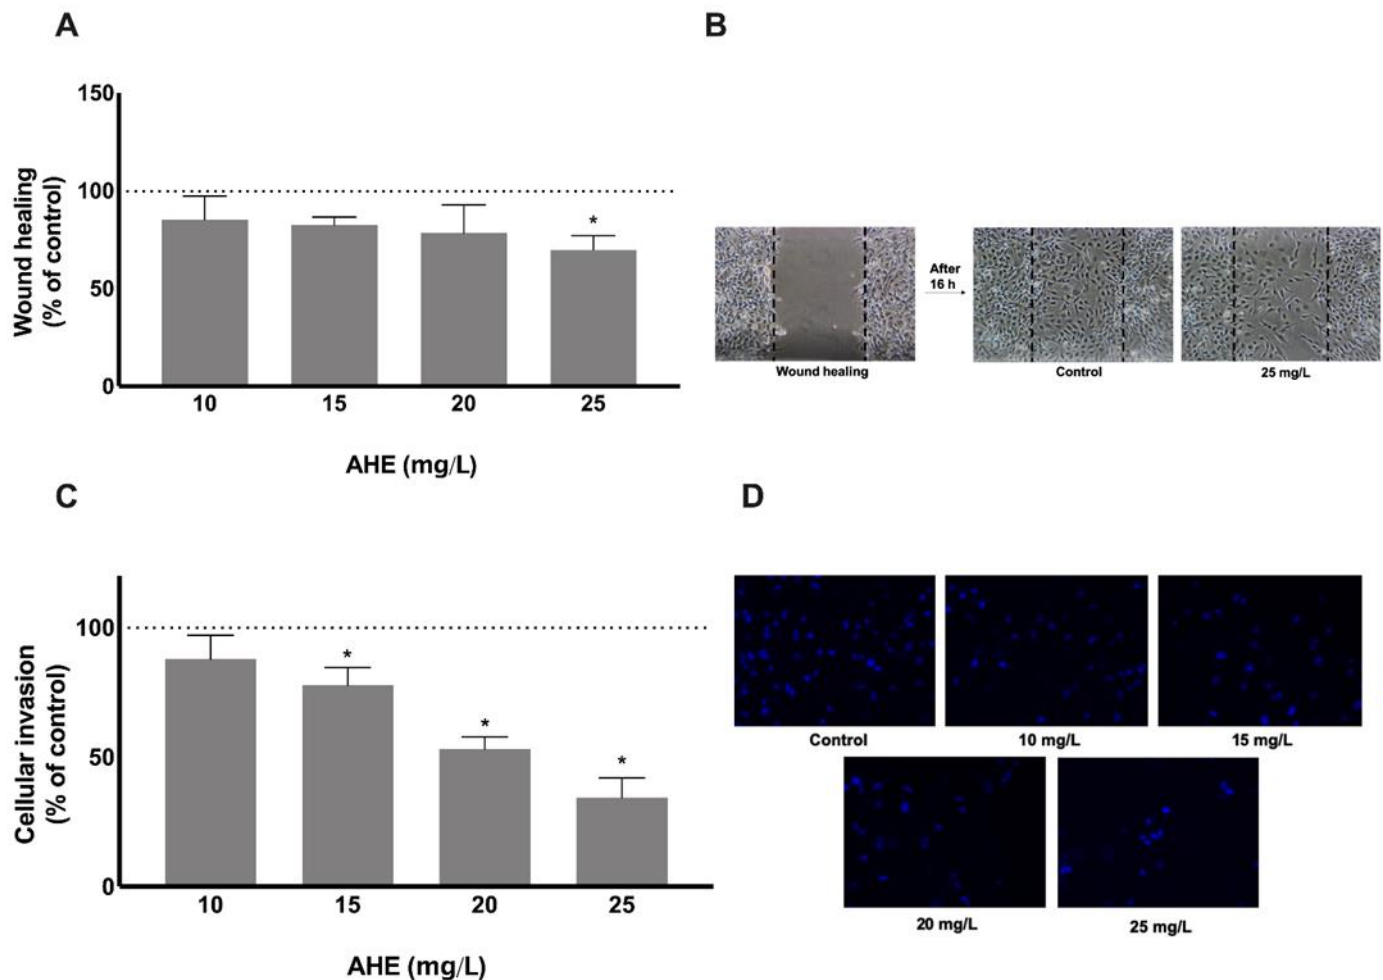 A
B
150
100
50
0
Wound healing
(% of control)
*
10 15 20 25
AHE (mg/L)
After
16 h
Wound healing
Control
25 mg/L
C
D
100
50
0
Cellular invasion
(% of control)
*
*
*
10 15 20 25
AHE (mg/L)
Control
10 mg/L
15 mg/L
20 mg/L
25 mg/L